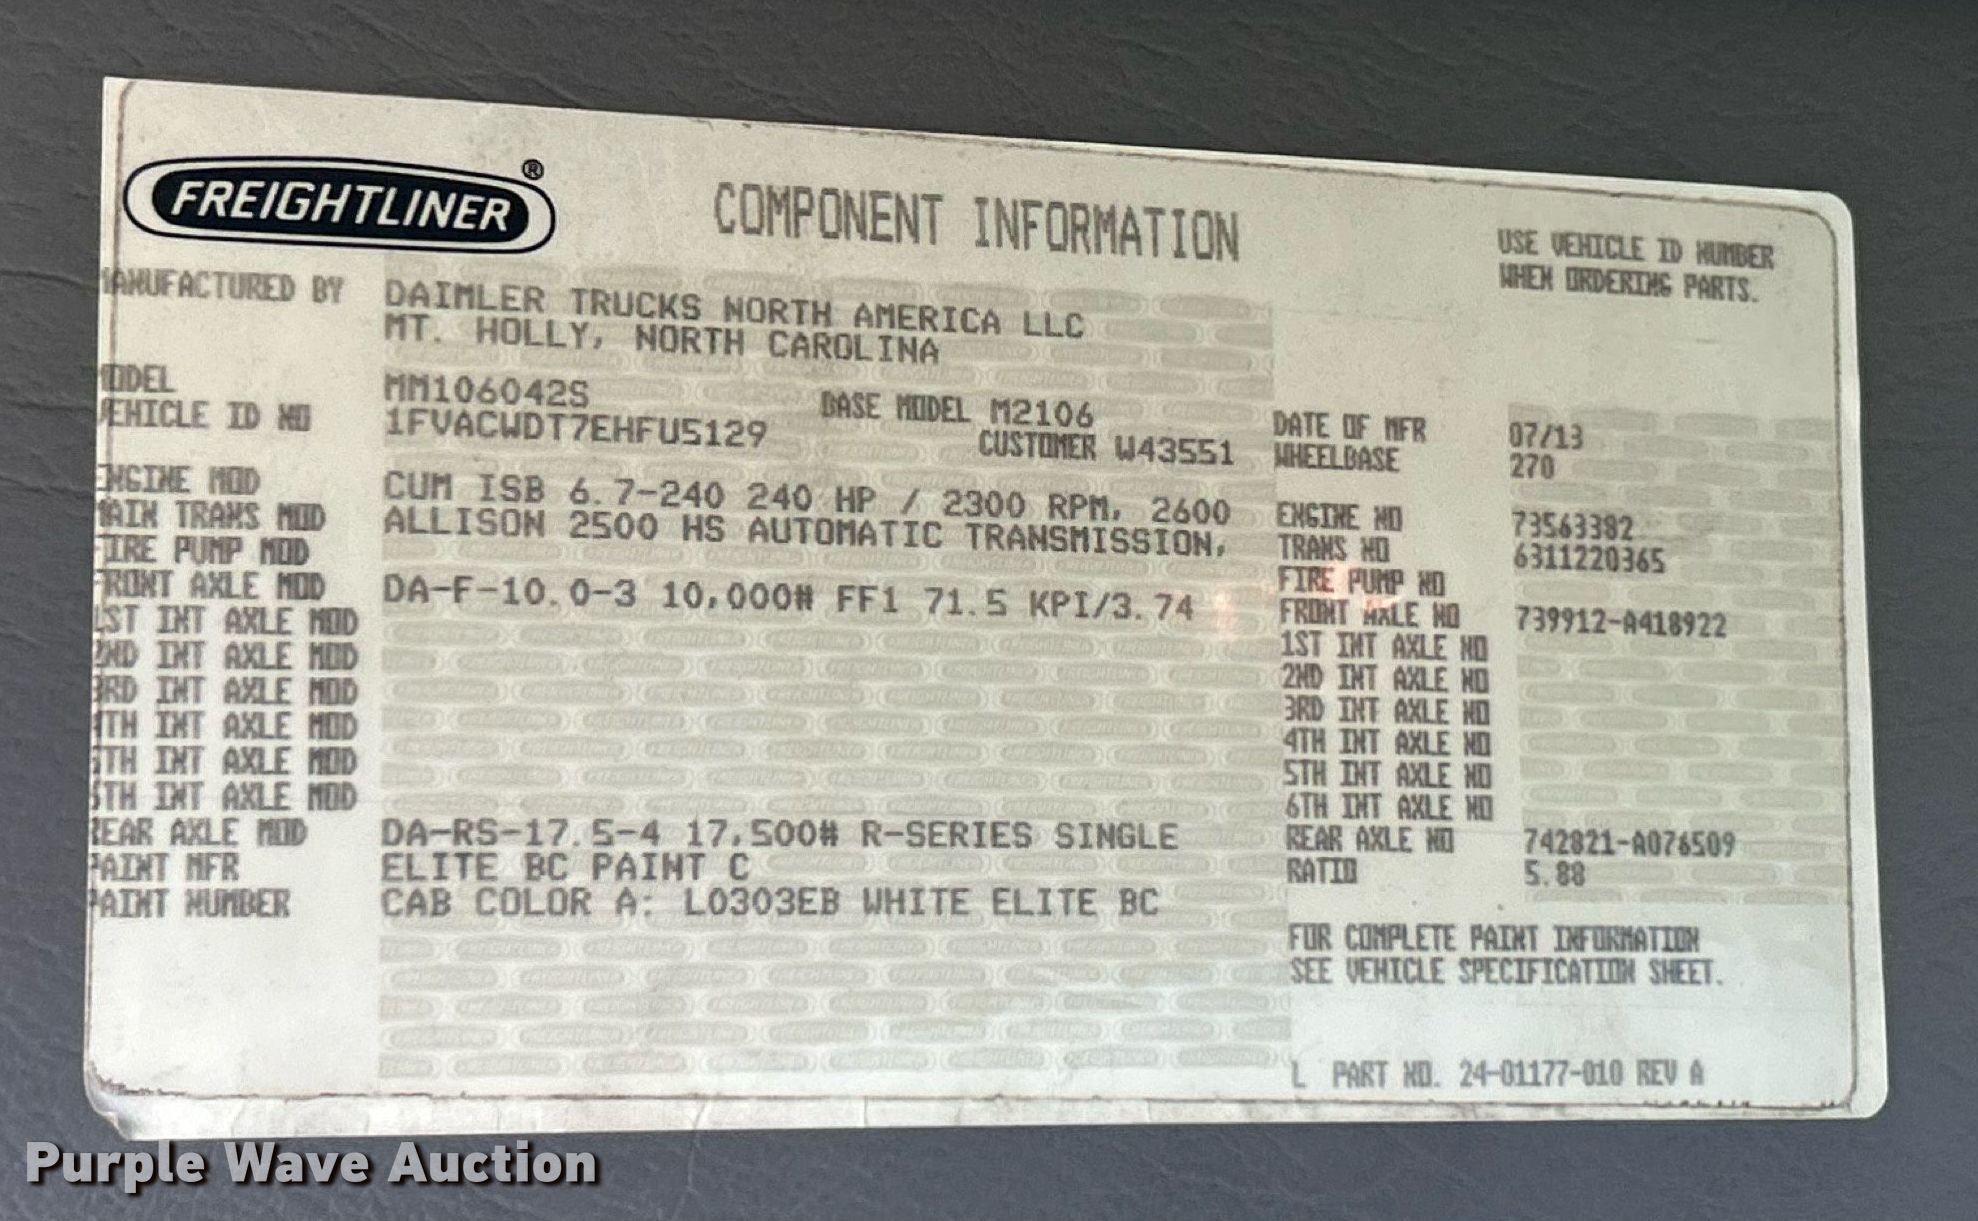 FREIGHTLINER®
COMPONENT INFORMATION
USE VEHICLE ID NUMBER
WHEN ORDERING PARTS.
MANUFACTURED BY DAIMLER TRUCKS NORTH AMERICA LLC
MT. HOLLY, NORTH CAROLINA
MODEL MM106042S BASE MODEL M2106
VEHICLE ID NO 1FVACWDT7EHFU5129 CUSTOMER W43551
DATE OF MFR 07/13
WHEELBASE 270
ENGINE MOD CUM ISB 6.7-240 240 HP / 2300 RPM, 2600
MAIN TRANS MOD ALLISON 2500 HS AUTOMATIC TRANSMISSION,
FIRE PUMP MOD
FRONT AXLE MOD DA-F-10.0-3 10,000# FF1 71.5 KPI/3.74
1ST INT AXLE MOD
2ND INT AXLE MOD
3RD INT AXLE MOD
4TH INT AXLE MOD
5TH INT AXLE MOD
6TH INT AXLE MOD
REAR AXLE MOD DA-RS-17.5-4 17,500# R-SERIES SINGLE
PAINT MFR ELITE BC PAINT C
PAINT NUMBER CAB COLOR A: L0303EB WHITE ELITE BC
ENGINE NO 73563382
TRANS NO 6311220365
FIRE PUMP NO
FRONT AXLE NO 739912-A418922
1ST INT AXLE NO
2ND INT AXLE NO
3RD INT AXLE NO
4TH INT AXLE NO
5TH INT AXLE NO
6TH INT AXLE NO
REAR AXLE NO 742821-A076509
RATIO 5.88
FOR COMPLETE PAINT INFORMATION
SEE VEHICLE SPECIFICATION SHEET.
L PART NO. 24-01177-010 REV A
Purple Wave Auction